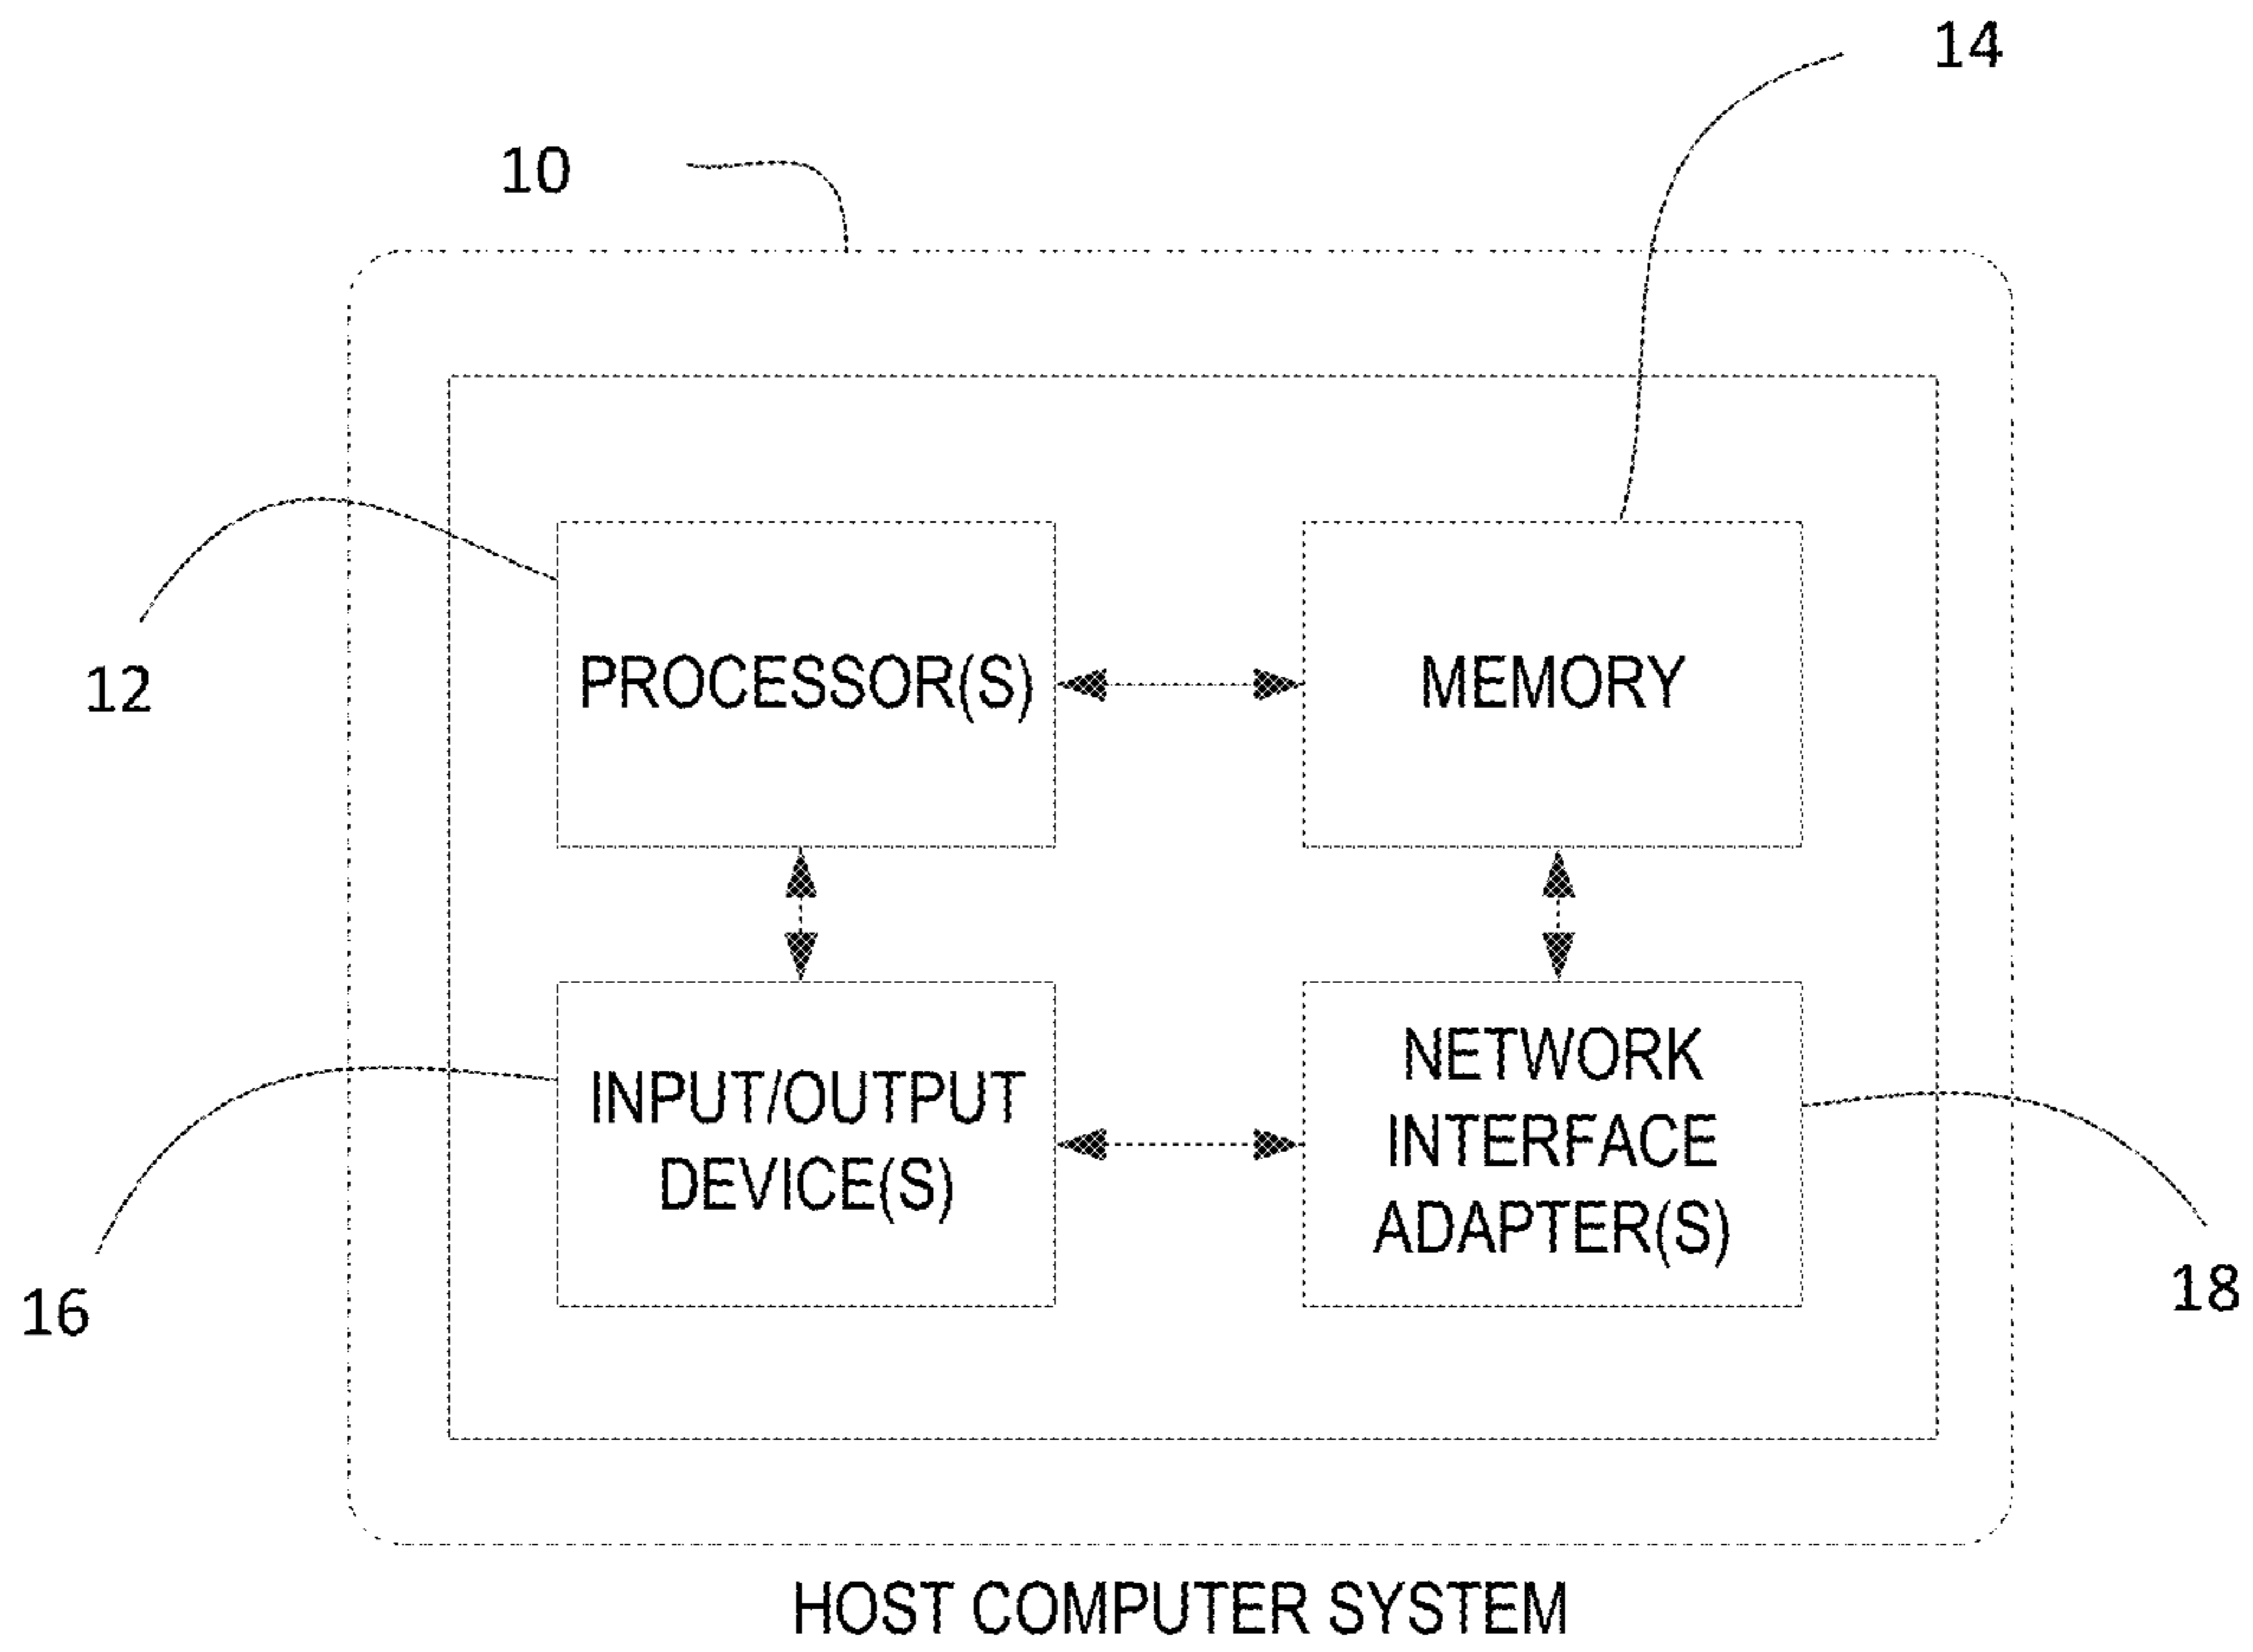 14
10
12
PROCESSOR(S)
MEMORY
16
INPUT/OUTPUT
DEVICE(S)
NETWORK
INTERFACE
ADAPTER(S)
18
HOST COMPUTER SYSTEM